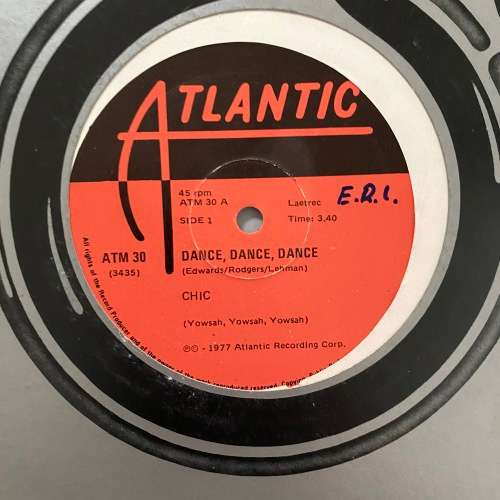 ATLANTIC
45 rpm
ATM 30 A
SIDE 1
Laetrec
Time: 3.40
E.R.I.
ATM 30
(3435)
DANCE, DANCE, DANCE
(Edwards/Rodgers/Lehman)
CHIC
(Yowsah, Yowsah, Yowsah)
℗© - 1977 Atlantic Recording Corp.
All rights of the Record Producer and of the owner of the work reproduced reserved. Copying, Public